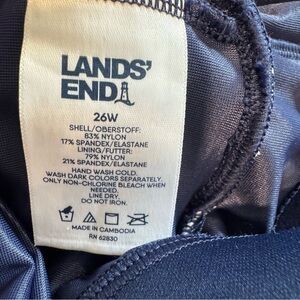 LANDS'
END
26W
SHELL/OBERSTOFF:
83% NYLON
17% SPANDEX/ELASTANE
LINING/FUTTER:
79% NYLON
21% SPANDEX/ELASTANE
HAND WASH COLD.
WASH DARK COLORS SEPARATELY.
ONLY NON-CHLORINE BLEACH WHEN
NEEDED.
LINE DRY.
DO NOT IRON.
MADE IN CAMBODIA
RN 62830